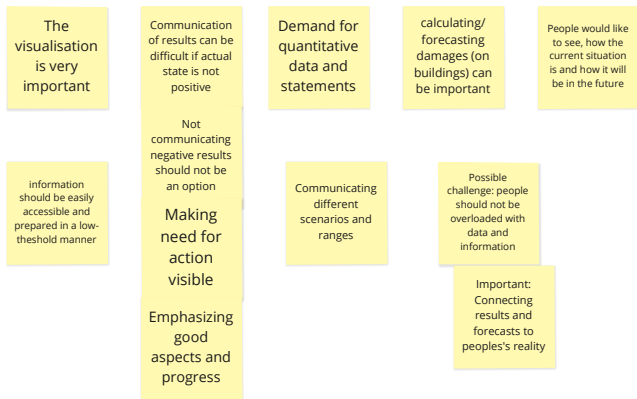 The
visualisation
is very
important
Communication
of results can be
difficult if actual
state is not
positive
Demand for
quantitative
data and
statements
calculating/
forecasting
damages (on
buildings) can
be important
People would like
to see, how the
current situation
is and how it will
be in the future
Not
communicating
negative results
should not be
an option
information
should be easily
accessible and
prepared in a low-
theshold manner
Making
need for
action
visible
Communicating
different
scenarios and
ranges
Possible
challenge: people
should not be
overloaded with
data and
information
Emphasizing
good
aspects and
progress
Important:
Connecting
results and
forecasts to
peoples's reality